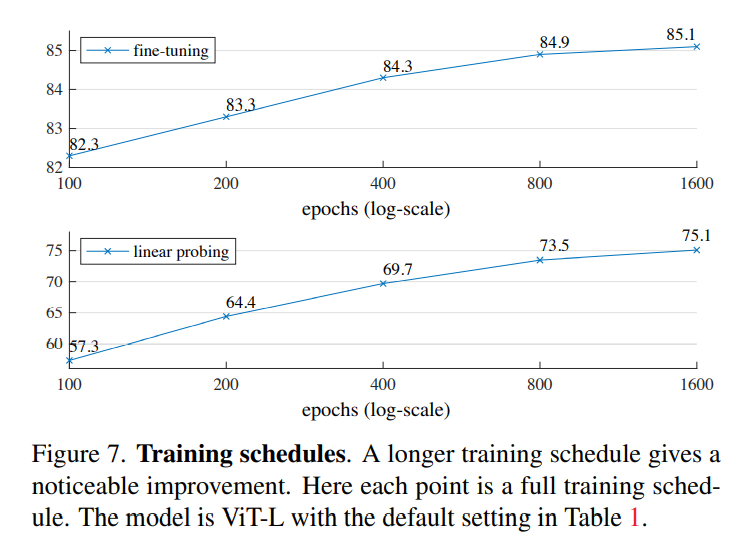 fine-tuning
85
84
83
82
82.3
83.3
84.3
84.9
85.1
100 200 400 800 1600
epochs (log-scale)
linear probing
75
70
65
60
57.3
64.4
69.7
73.5
75.1
100 200 400 800 1600
epochs (log-scale)
Figure 7. Training schedules. A longer training schedule gives a
noticeable improvement. Here each point is a full training sched-
ule. The model is ViT-L with the default setting in Table 1.